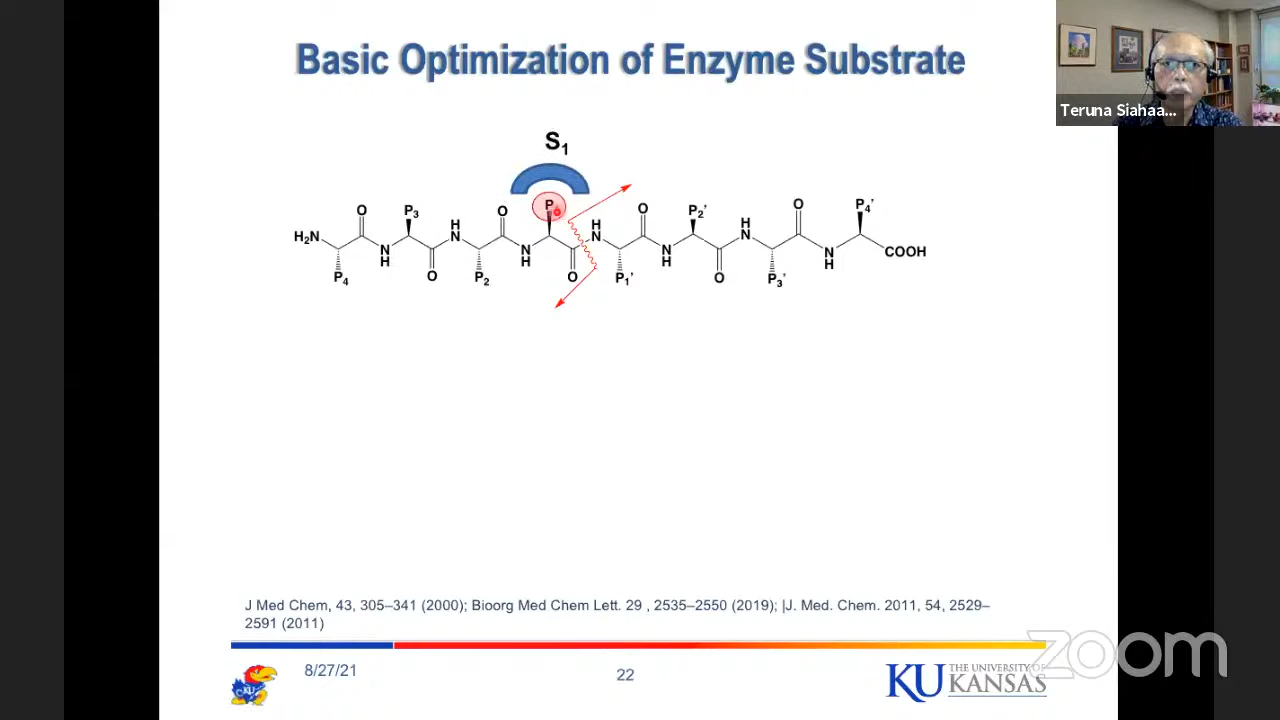 Basic Optimization of Enzyme Substrate
Teruna Siahaa...
S1
P
O P3 H N O H N O P2' H N O P4'
H2N N H N H N H N H COOH
P4 O P2 O P1' O P3'
J Med Chem, 43, 305–341 (2000); Bioorg Med Chem Lett. 29 , 2535–2550 (2019); |J. Med. Chem. 2011, 54, 2529–
2591 (2011)
zoom
8/27/21
22
KU THE UNIVERSITY OF
KANSAS
KU